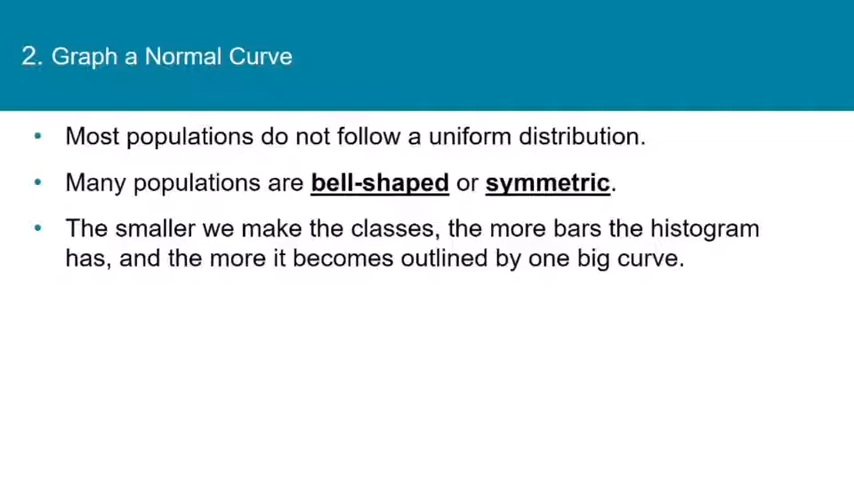 2. Graph a Normal Curve
• Most populations do not follow a uniform distribution.
• Many populations are bell-shaped or symmetric.
• The smaller we make the classes, the more bars the histogram
has, and the more it becomes outlined by one big curve.